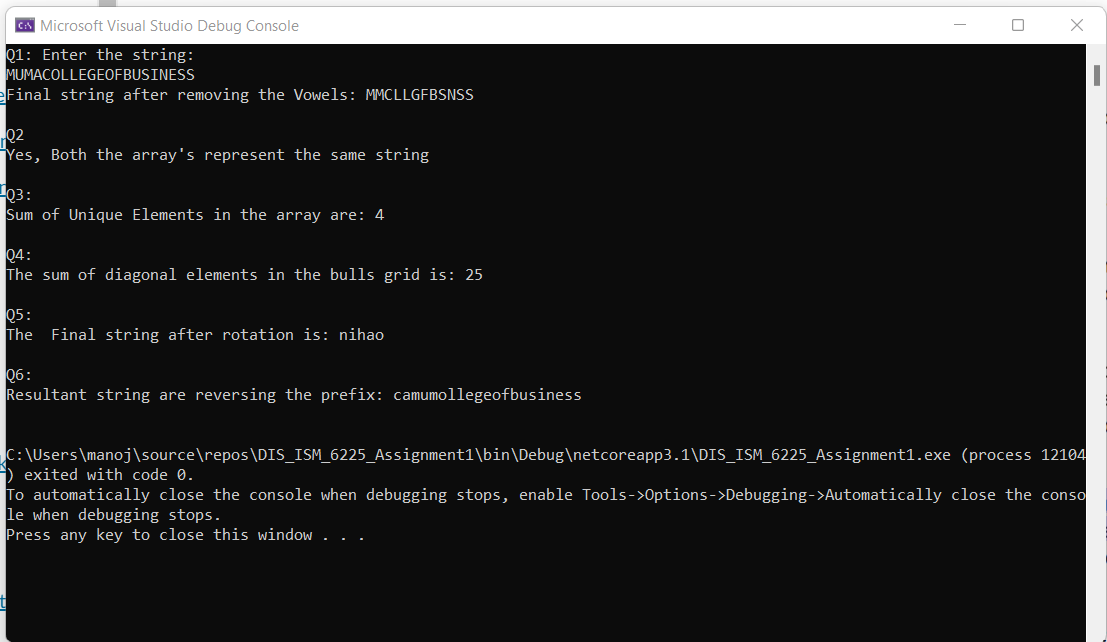 Microsoft Visual Studio Debug Console
Q1: Enter the string:
MUMACOLLEGEOFBUSINESS
Final string after removing the Vowels: MMCLLGFBSNSS
Q2
Yes, Both the array's represent the same string
Q3:
Sum of Unique Elements in the array are: 4
Q4:
The sum of diagonal elements in the bulls grid is: 25
Q5:
The  Final string after rotation is: nihao
Q6:
Resultant string are reversing the prefix: camumollegeofbusiness
C:\Users\manoj\source\repos\DIS_ISM_6225_Assignment1\bin\Debug\netcoreapp3.1\DIS_ISM_6225_Assignment1.exe (process 12104
) exited with code 0.
To automatically close the console when debugging stops, enable Tools->Options->Debugging->Automatically close the conso
le when debugging stops.
Press any key to close this window . . .